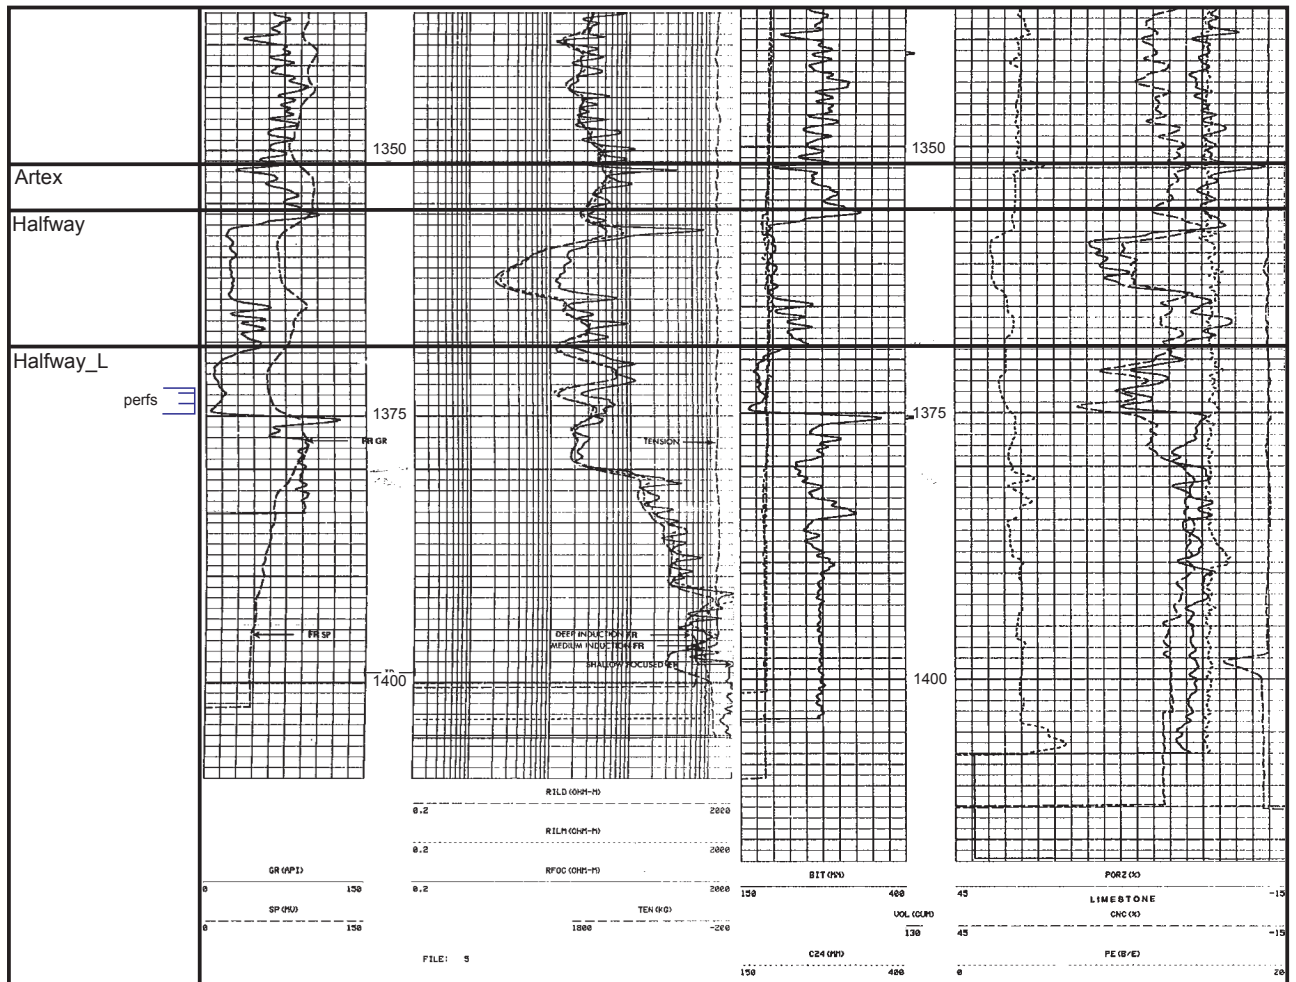 1350
1350
Artex
Halfway
Halfway_L
perfs
1375
1375
FR GR
TENSION
FR SP
DEEP INDUCTION FR
MEDIUM INDUCTION FR
SHALLOW FOCUSED FR
1400
1400
RILD(OHM-M)
0.2 2000
RILM(OHM-M)
0.2 2000
GR(API)
0 150
RFOC(OHM-M)
0.2 2000
BIT(MM)
150 400
PORZ(%)
45 -15
LIMESTONE
SP(MV)
0 150
TEN(KG)
1800 -200
VOL(CUM)
130
CNC(%)
45 -15
C24(MM)
150 400
PE(B/E)
0 20
FILE: 5